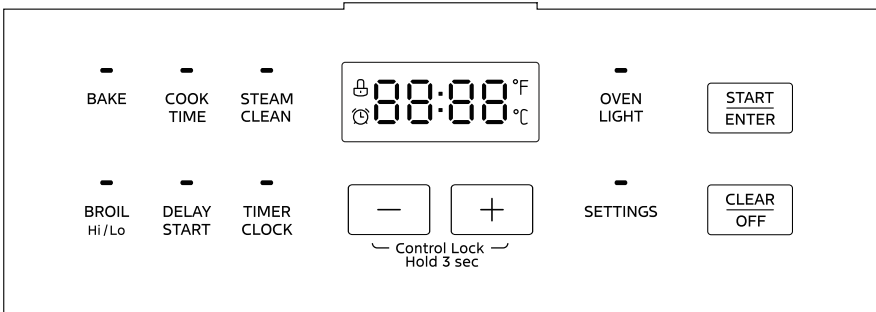 88:88
°F
°C
BAKE
COOK
TIME
STEAM
CLEAN
OVEN
LIGHT
START
ENTER
BROIL
Hi/Lo
DELAY
START
TIMER
CLOCK
−
+
SETTINGS
CLEAR
OFF
Control Lock
Hold 3 sec